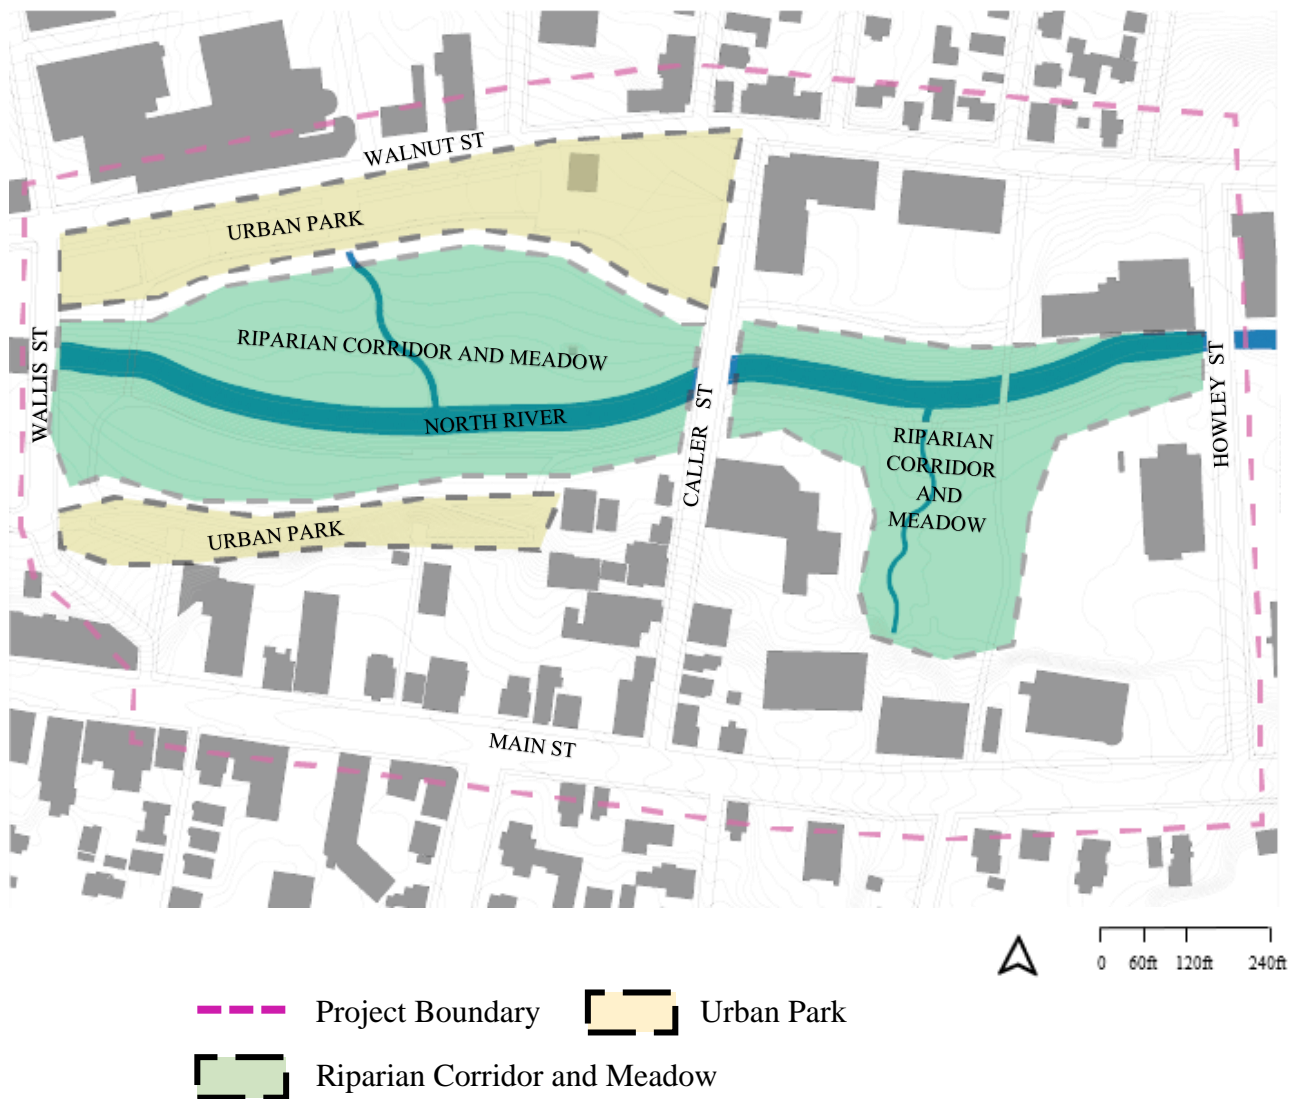 WALNUT ST
URBAN PARK
RIPARIAN CORRIDOR AND MEADOW
WALLIS ST
NORTH RIVER
CALLER ST
HOWLEY ST
RIPARIAN
CORRIDOR
AND
MEADOW
URBAN PARK
MAIN ST
0 60ft 120ft 240ft
Project Boundary
Urban Park
Riparian Corridor and Meadow